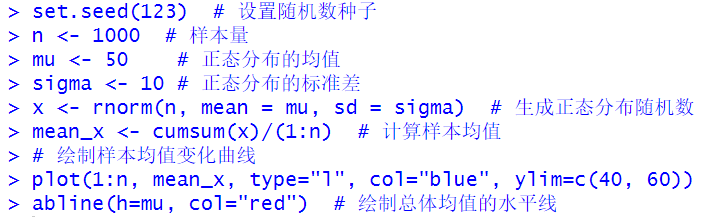 > set.seed(123)  # 设置随机数种子
> n <- 1000  # 样本量
> mu <- 50    # 正态分布的均值
> sigma <- 10 # 正态分布的标准差
> x <- rnorm(n, mean = mu, sd = sigma)  # 生成正态分布随机数
> mean_x <- cumsum(x)/(1:n)  # 计算样本均值
> # 绘制样本均值变化曲线
> plot(1:n, mean_x, type="l", col="blue", ylim=c(40, 60))
> abline(h=mu, col="red")  # 绘制总体均值的水平线